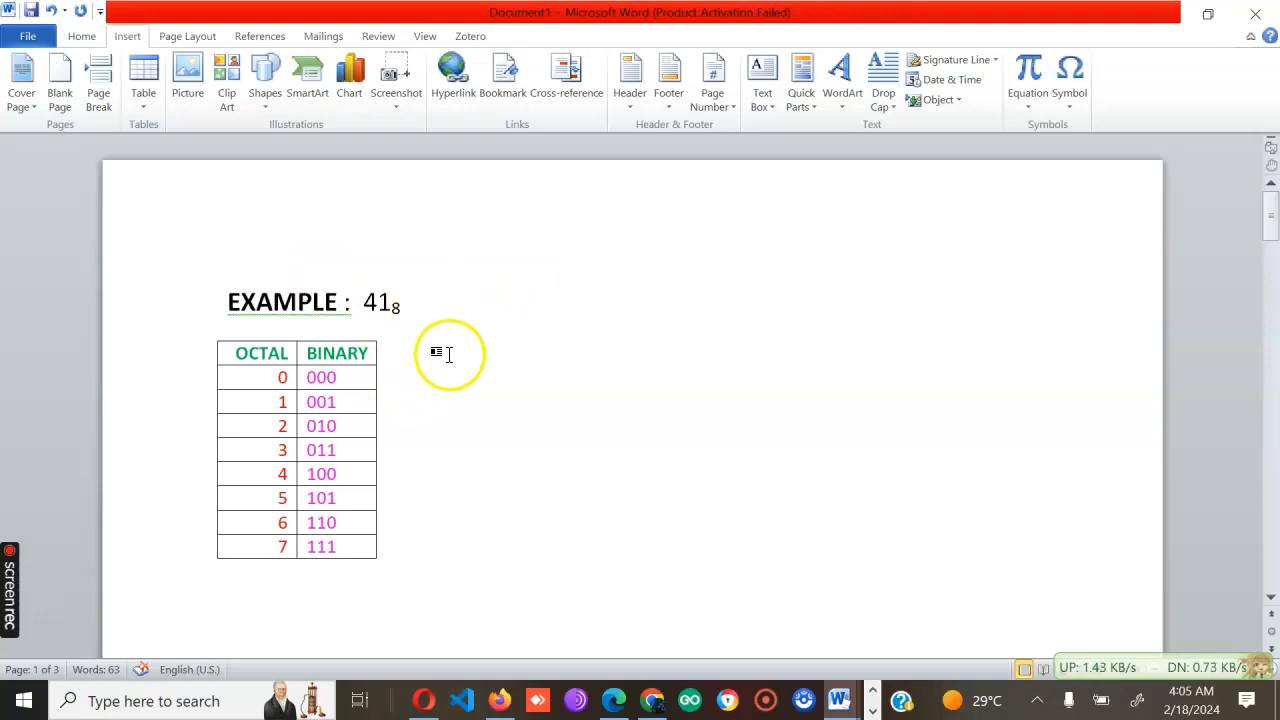 Document1 - Microsoft Word (Product Activation Failed)
File Home Insert Page Layout References Mailings Review View Zotero
Cover Page Blank Page Page Break Table Picture Clip Art Shapes SmartArt Chart Screenshot Hyperlink Bookmark Cross-reference Header Footer Page Number Text Box Quick Parts WordArt Drop Cap Signature Line Date & Time Object Equation Symbol
Pages Tables Illustrations Links Header & Footer Text Symbols
EXAMPLE : 41₈
OCTAL BINARY
0 000
1 001
2 010
3 011
4 100
5 101
6 110
7 111
screen rec
Page: 1 of 3 Words: 63 English (U.S.) UP: 1.43 KB/s - DN: 0.73 KB/s
Type here to search 29°C 4:05 AM
2/18/2024